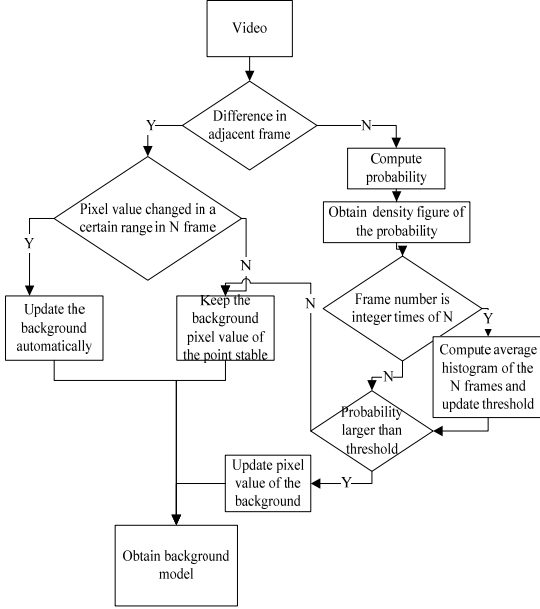 Video
Difference in
adjacent frame
Y
N
Compute
probability
Pixel value changed in a
certain range in N frame
Obtain density figure of
the probability
Y
N
Frame number is
integer times of N
N
Y
Update the
background
automatically
Keep the
background
pixel value of
the point stable
Compute average
histogram of the
N frames and
update threshold
N
Probability
larger than
threshold
Update pixel
value of the
background
Y
Obtain background
model